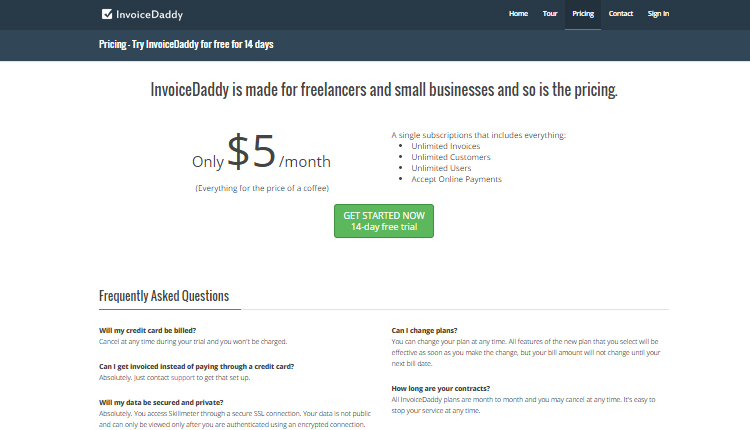 InvoiceDaddy
Home Tour Pricing Contact Sign In
Pricing - Try InvoiceDaddy for free for 14 days
InvoiceDaddy is made for freelancers and small businesses and so is the pricing.
Only $5 /month
(Everything for the price of a coffee)
A single subscriptions that includes everything:
Unlimited Invoices
Unlimited Customers
Unlimited Users
Accept Online Payments
GET STARTED NOW
14-day free trial
Frequently Asked Questions
Will my credit card be billed?
Cancel at any time during your trial and you won't be charged.
Can I get invoiced instead of paying through a credit card?
Absolutely. Just contact support to get that set up.
Will my data be secured and private?
Absolutely. You access Skillmeter through a secure SSL connection. Your data is not public
and can only be viewed only after you are authenticated using an encrypted connection.
Can I change plans?
You can change your plan at any time. All features of the new plan that you select will be
effective as soon as you make the change, but your bill amount will not change until your
next bill date.
How long are your contracts?
All InvoiceDaddy plans are month to month and you may cancel at any time. It's easy to
stop your service at any time.